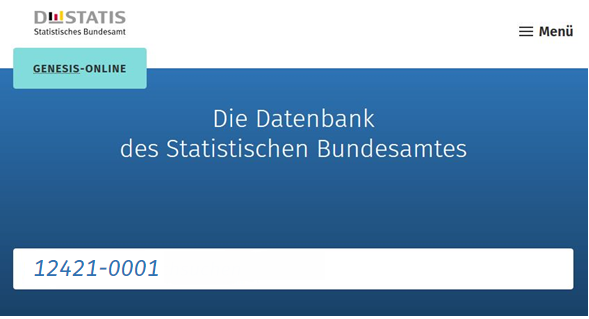 DESTATIS
Statistisches Bundesamt
Menü
GENESIS-ONLINE
Die Datenbank
des Statistischen Bundesamtes
12421-0001